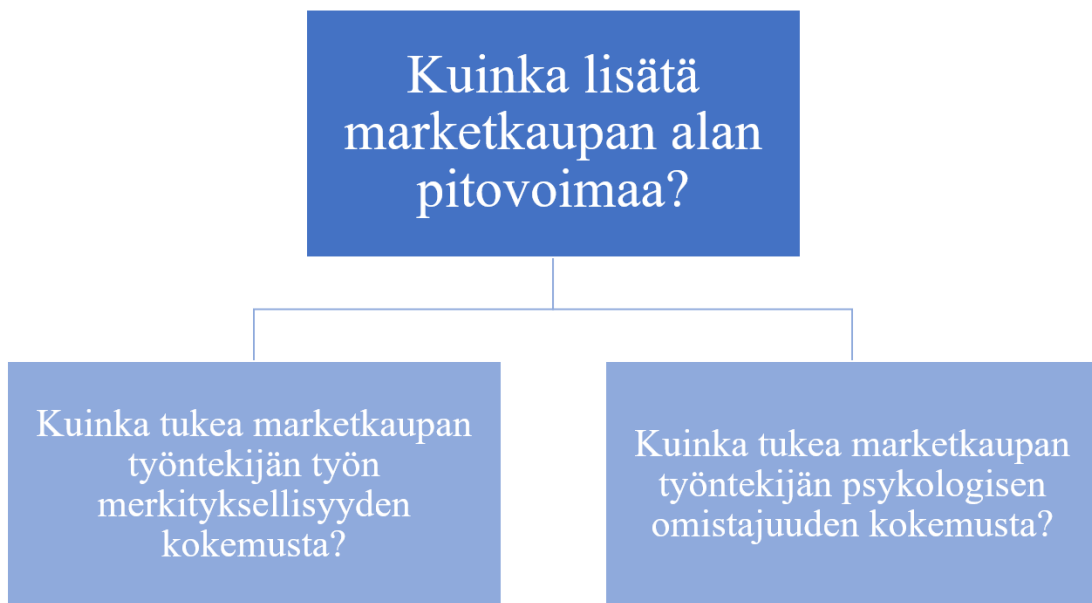 Kuinka lisätä
marketkaupan alan
pitovoimaa?
Kuinka tukea marketkaupan
työntekijän työn
merkityksellisyyden
kokemusta?
Kuinka tukea marketkaupan
työntekijän psykologisen
omistajuuden kokemusta?